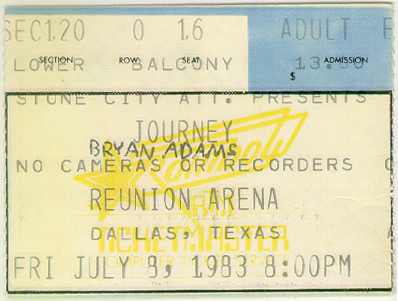 SEC120 O 16 ADULT
SECTION ROW SEAT ADMISSION
LOWER BALCONY $ 13.00
STONE CITY ATT. PRESENTS
JOURNEY
BRYAN ADAMS
NO CAMERAS OR RECORDERS
REUNION ARENA
DALLAS, TEXAS
TICKETMASTER
FRI JULY 8, 1983 8:00PM